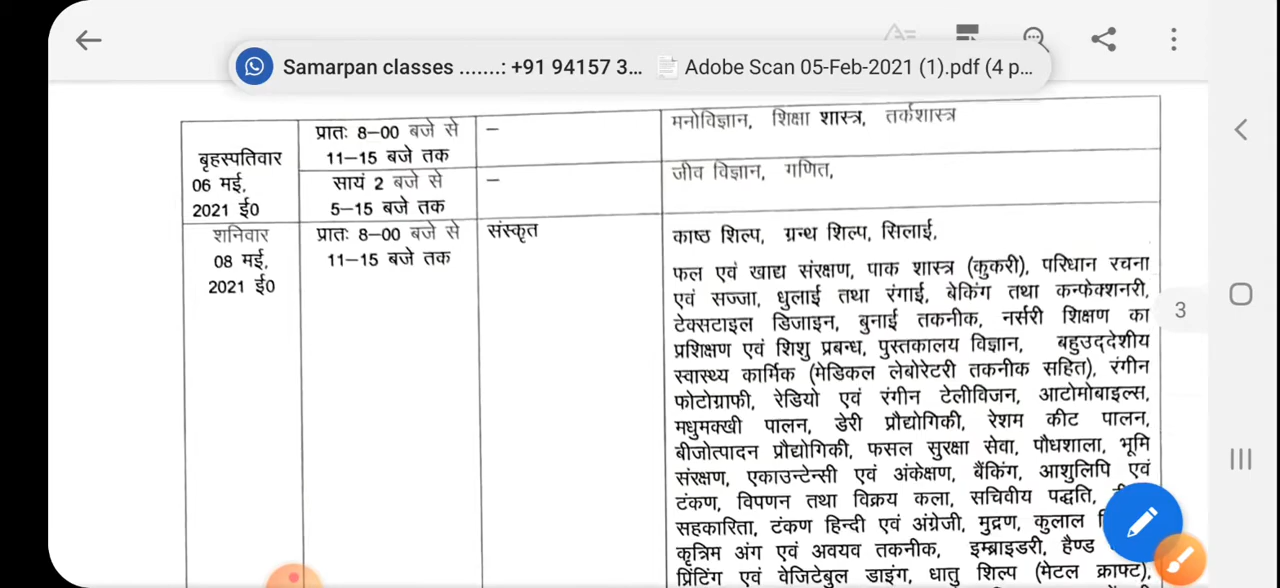 Samarpan classes .......: +91 94157 3... Adobe Scan 05-Feb-2021 (1).pdf (4 p...
बृहस्पतिवार
06 मई,
2021 ई0
प्रातः 8–00 बजे से
11–15 बजे तक
–
मनोविज्ञान, शिक्षा शास्त्र, तर्कशास्त्र
सायं 2 बजे से
5–15 बजे तक
–
जीव विज्ञान, गणित,
शनिवार
08 मई,
2021 ई0
प्रातः 8–00 बजे से
11–15 बजे तक
संस्कृत
काष्ठ शिल्प, ग्रन्थ शिल्प, सिलाई,
फल एवं खाद्य संरक्षण, पाक शास्त्र (कुकरी), परिधान रचना
एवं सज्जा, धुलाई तथा रंगाई, बेकिंग तथा कन्फेक्शनरी,
टेक्सटाइल डिजाइन, बुनाई तकनीक, नर्सरी शिक्षण का
प्रशिक्षण एवं शिशु प्रबन्ध, पुस्तकालय विज्ञान, बहुउद्देशीय
स्वास्थ्य कार्मिक (मेडिकल लेबोरेटरी तकनीक सहित), रंगीन
फोटोग्राफी, रेडियो एवं रंगीन टेलीविजन, आटोमोबाइल्स,
मधुमक्खी पालन, डेरी प्रौद्योगिकी, रेशम कीट पालन,
बीजोत्पादन प्रौद्योगिकी, फसल सुरक्षा सेवा, पौधशाला, भूमि
संरक्षण, एकाउन्टेन्सी एवं अंकेक्षण, बैंकिंग, आशुलिपि एवं
टंकण, विपणन तथा विक्रय कला, सचिवीय पद्धति,
सहकारिता, टंकण हिन्दी एवं अंग्रेजी, मुद्रण, कुलाल
कृत्रिम अंग एवं अवयव तकनीक, इम्ब्राइडरी, हैण्ड
प्रिंटिंग एवं वेजिटेबुल डाइंग, धातु शिल्प (मेटल क्राफ्ट),
3